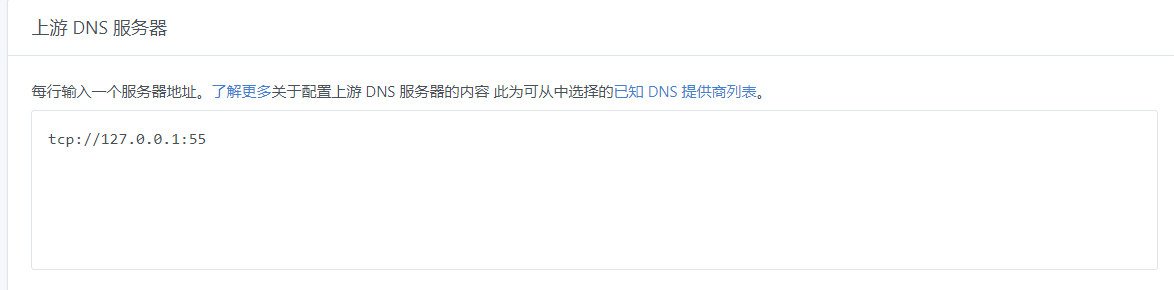 上游 DNS 服务器
每行输入一个服务器地址。了解更多关于配置上游 DNS 服务器的内容 此为可从中选择的已知 DNS 提供商列表。
tcp://127.0.0.1:55